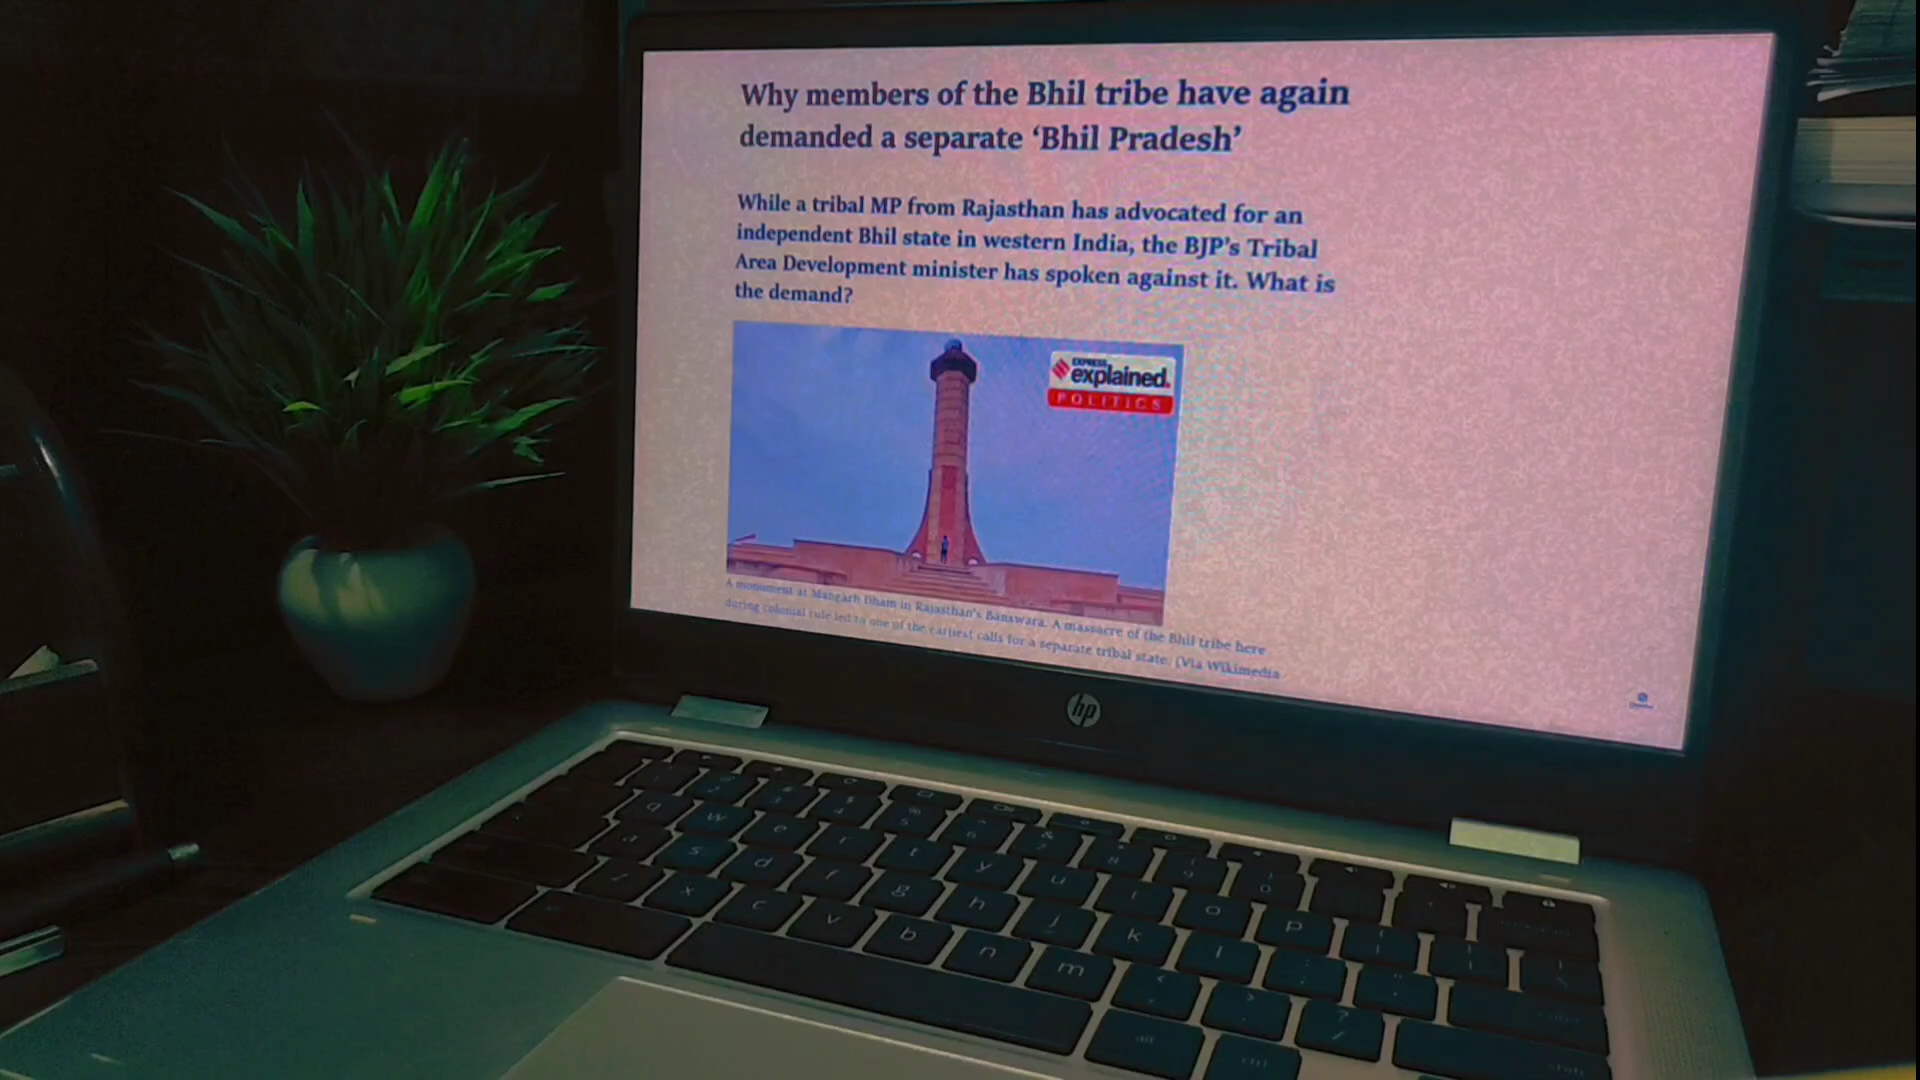 Why members of the Bhil tribe have again
demanded a separate ‘Bhil Pradesh’
While a tribal MP from Rajasthan has advocated for an
independent Bhil state in western India, the BJP’s Tribal
Area Development minister has spoken against it. What is
the demand?
EXPRESS
explained.
POLITICS
A monument at Mangarh Dham in Rajasthan’s Banswara. A massacre of the Bhil tribe here
during colonial rule led to one of the earliest calls for a separate tribal state. (Via Wikimedia
hp
q w e r t y u i o p
a s d f g h j k l
z x c v b n m
alt ctrl